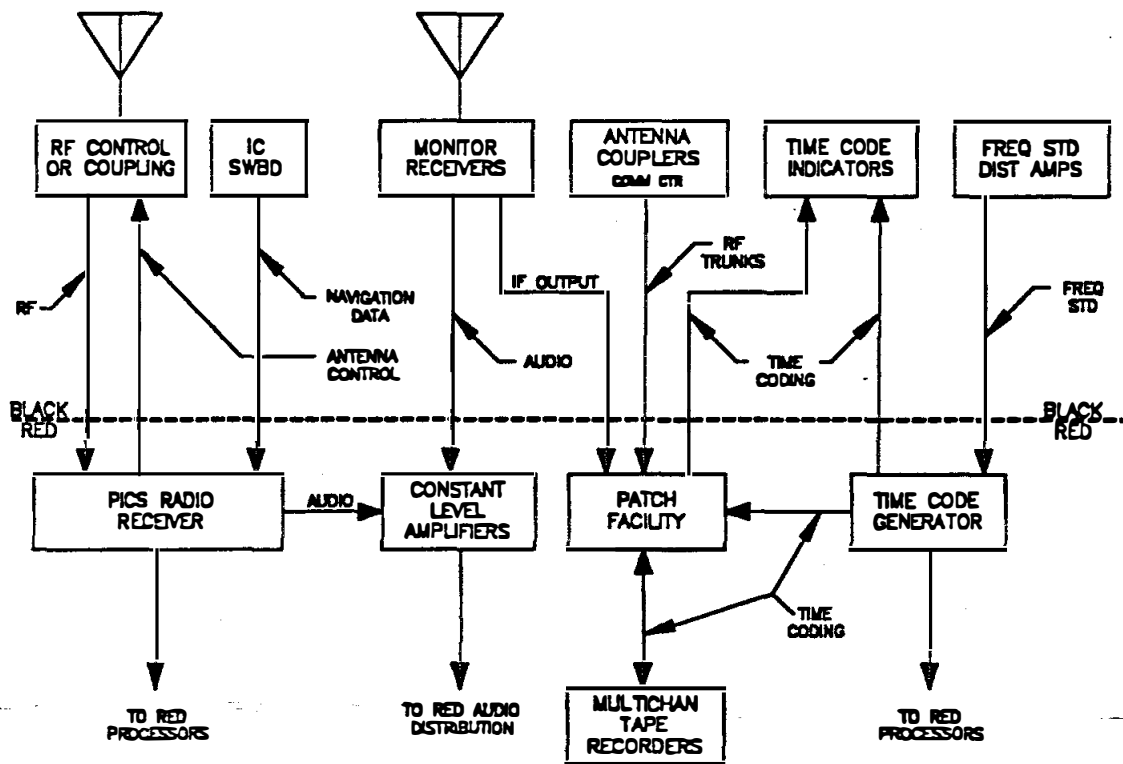 RF CONTROL
OR COUPLING
IC
SWBD
MONITOR
RECEIVERS
ANTENNA
COUPLERS
COMM CTR
TIME CODE
INDICATORS
FREQ STD
DIST AMPS
RF
NAVIGATION
DATA
ANTENNA
CONTROL
IF OUTPUT
AUDIO
RF
TRUNKS
TIME
CODING
FREQ
STD
BLACK
RED
BLACK
RED
PICS RADIO
RECEIVER
AUDIO
CONSTANT
LEVEL
AMPLIFIERS
PATCH
FACILITY
TIME CODE
GENERATOR
TIME
CODING
TO RED
PROCESSORS
TO RED AUDIO
DISTRIBUTION
MULTICHAN
TAPE
RECORDERS
TO RED
PROCESSORS